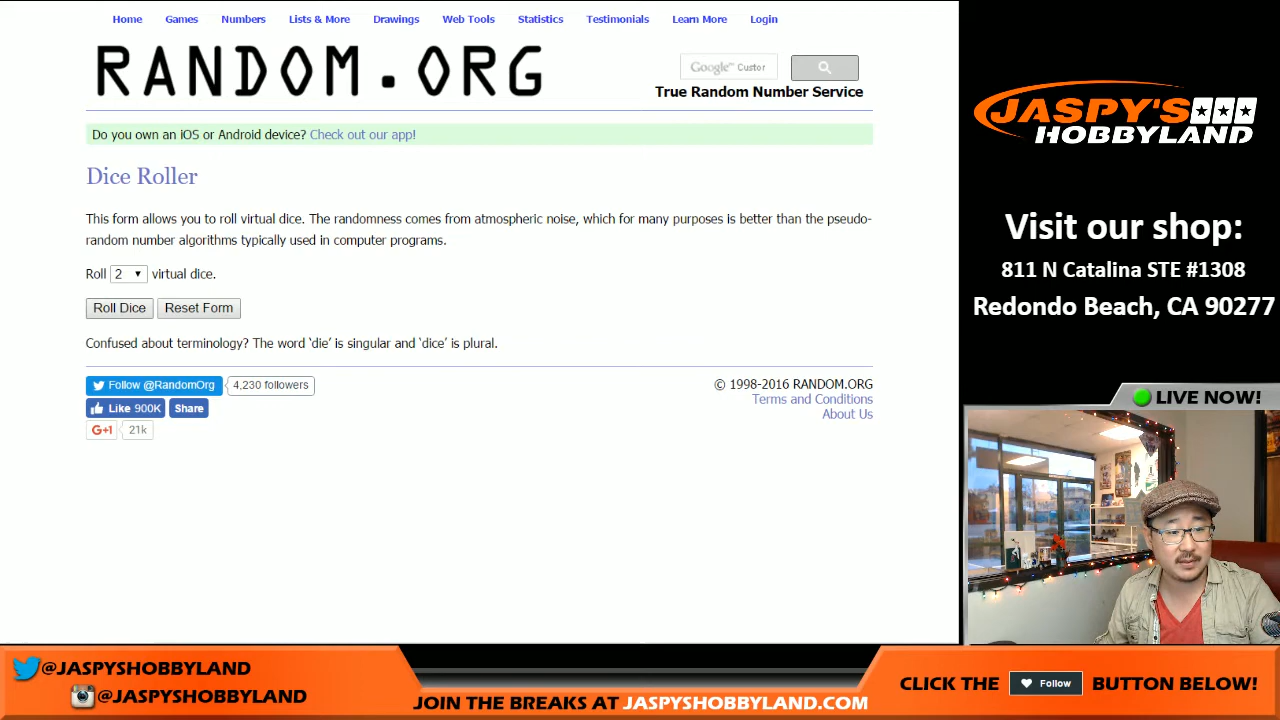 Home Games Numbers Lists & More Drawings Web Tools Statistics Testimonials Learn More Login
RANDOM.ORG
Google™ Custor
True Random Number Service
Do you own an iOS or Android device? Check out our app!
Dice Roller
This form allows you to roll virtual dice. The randomness comes from atmospheric noise, which for many purposes is better than the pseudo-
random number algorithms typically used in computer programs.
Roll 2 virtual dice.
Roll Dice Reset Form
Confused about terminology? The word ‘die’ is singular and ‘dice’ is plural.
Follow @RandomOrg 4,230 followers
Like 900K Share
G+1 21k
© 1998-2016 RANDOM.ORG
Terms and Conditions
About Us
JASPY'S
HOBBYLAND
Visit our shop:
811 N Catalina STE #1308
Redondo Beach, CA 90277
LIVE NOW!
@JASPYSHOBBYLAND
@JASPYSHOBBYLAND
JOIN THE BREAKS AT JASPYSHOBBYLAND.COM
CLICK THE Follow BUTTON BELOW!